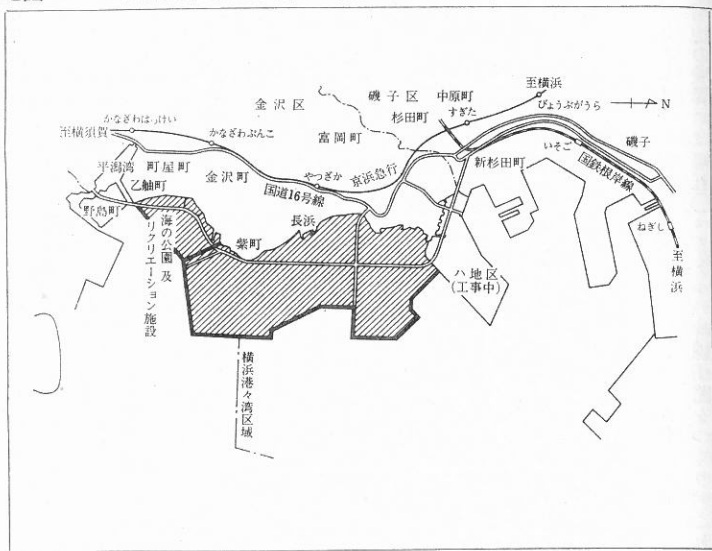 至横浜
金沢区
磯子区
中原町
びょうぶがうら
N
すぎた
杉田町
かなざわはっけい
富岡町
至横須賀
かなざわぶんこ
いそご
磯子
平潟湾
町屋町
やつざか
京浜急行
新杉田町
国鉄根岸線
金沢町
国道16号線
乙舳町
ねぎし
野島町
長浜
至横浜
海の公園及
リクリエーション施設
紫町
ハ地区
(工事中)
横浜港々湾区域